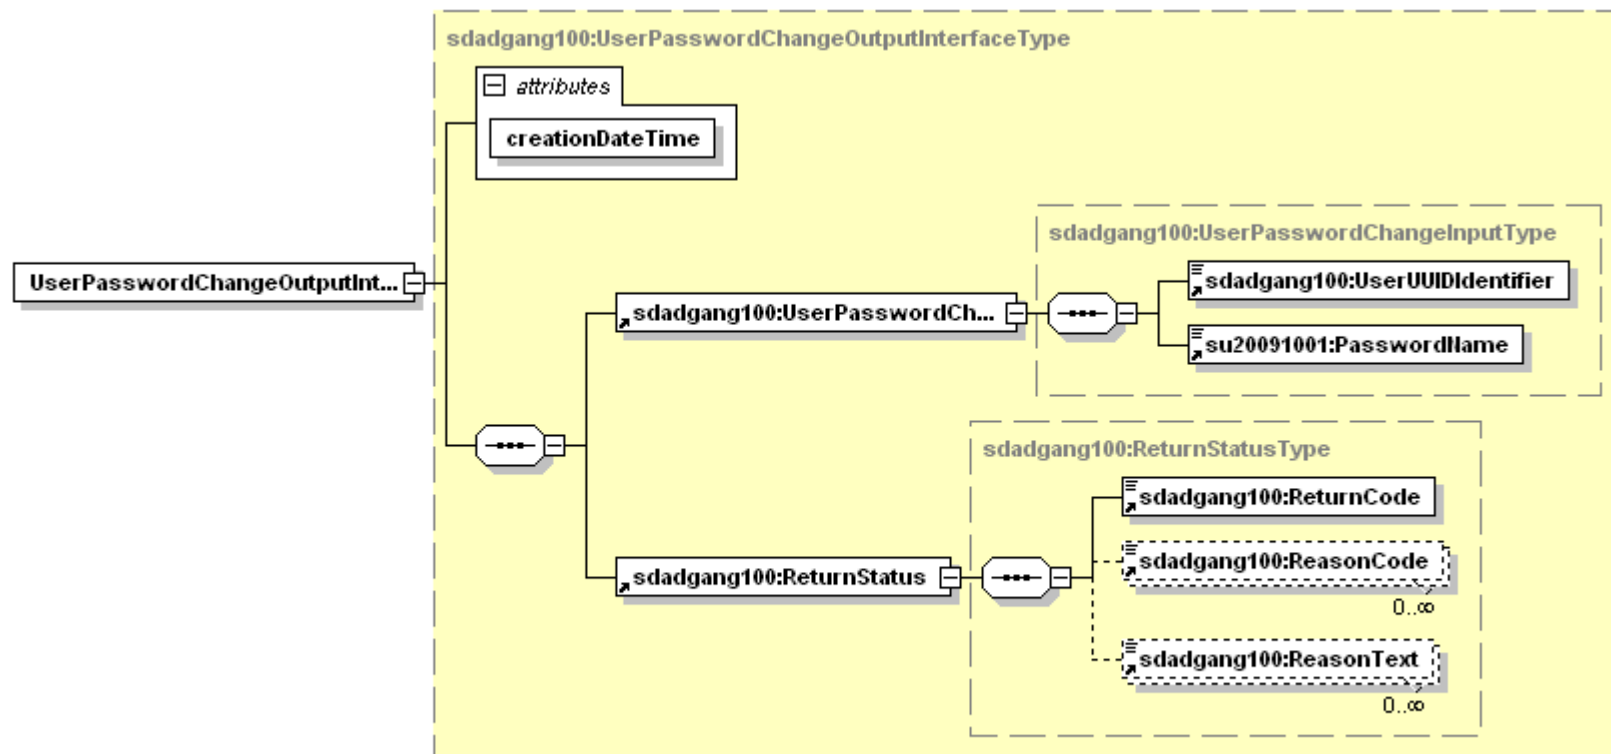 sdadgang100:UserPasswordChangeOutputInterfaceType
attributes
creationDateTime
sdadgang100:UserPasswordChangeInputType
UserPasswordChangeOutputInt...
sdadgang100:UserUUIDIdentifier
sdadgang100:UserPasswordCh...
su20091001:PasswordName
sdadgang100:ReturnStatusType
sdadgang100:ReturnCode
sdadgang100:ReasonCode
sdadgang100:ReturnStatus
0..∞
sdadgang100:ReasonText
0..∞